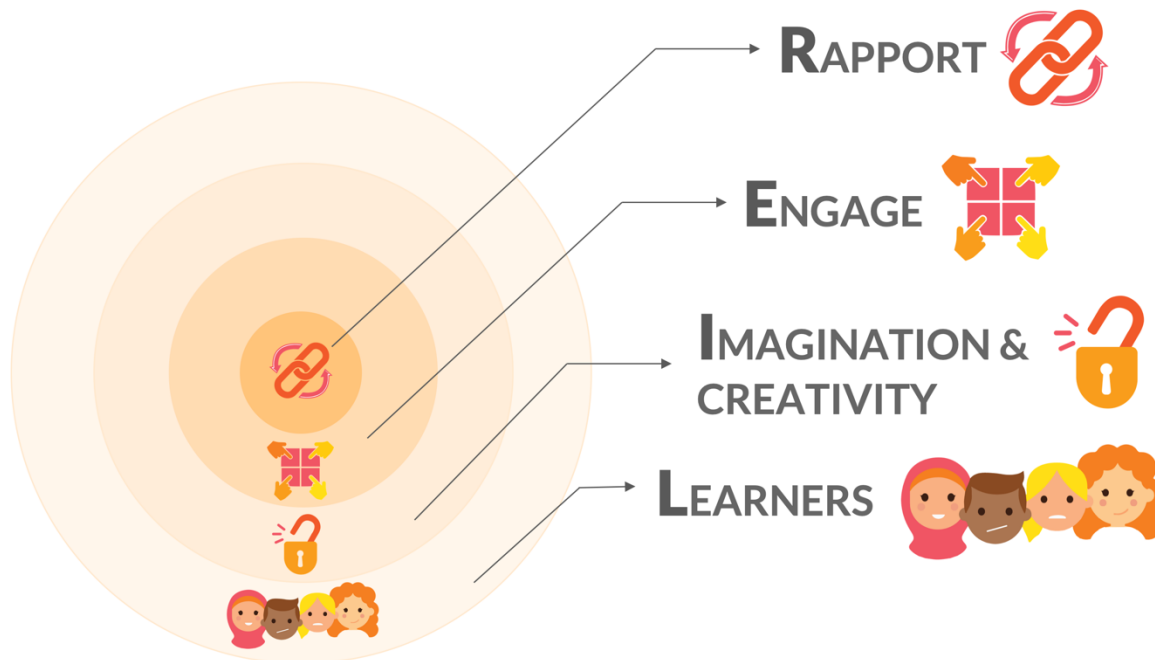 RAPPORT
ENGAGE
IMAGINATION &
CREATIVITY
LEARNERS